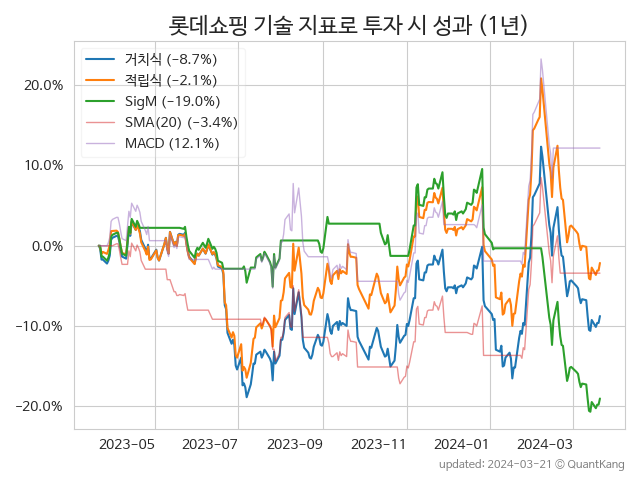 롯데쇼핑 기술 지표로 투자 시 성과 (1년)
거치식 (−8.7%)
적립식 (−2.1%)
SigM (−19.0%)
SMA(20) (−3.4%)
MACD (12.1%)
20.0%
10.0%
0.0%
−10.0%
−20.0%
2023-05 2023-07 2023-09 2023-11 2024-01 2024-03
updated: 2024-03-21 © QuantKang